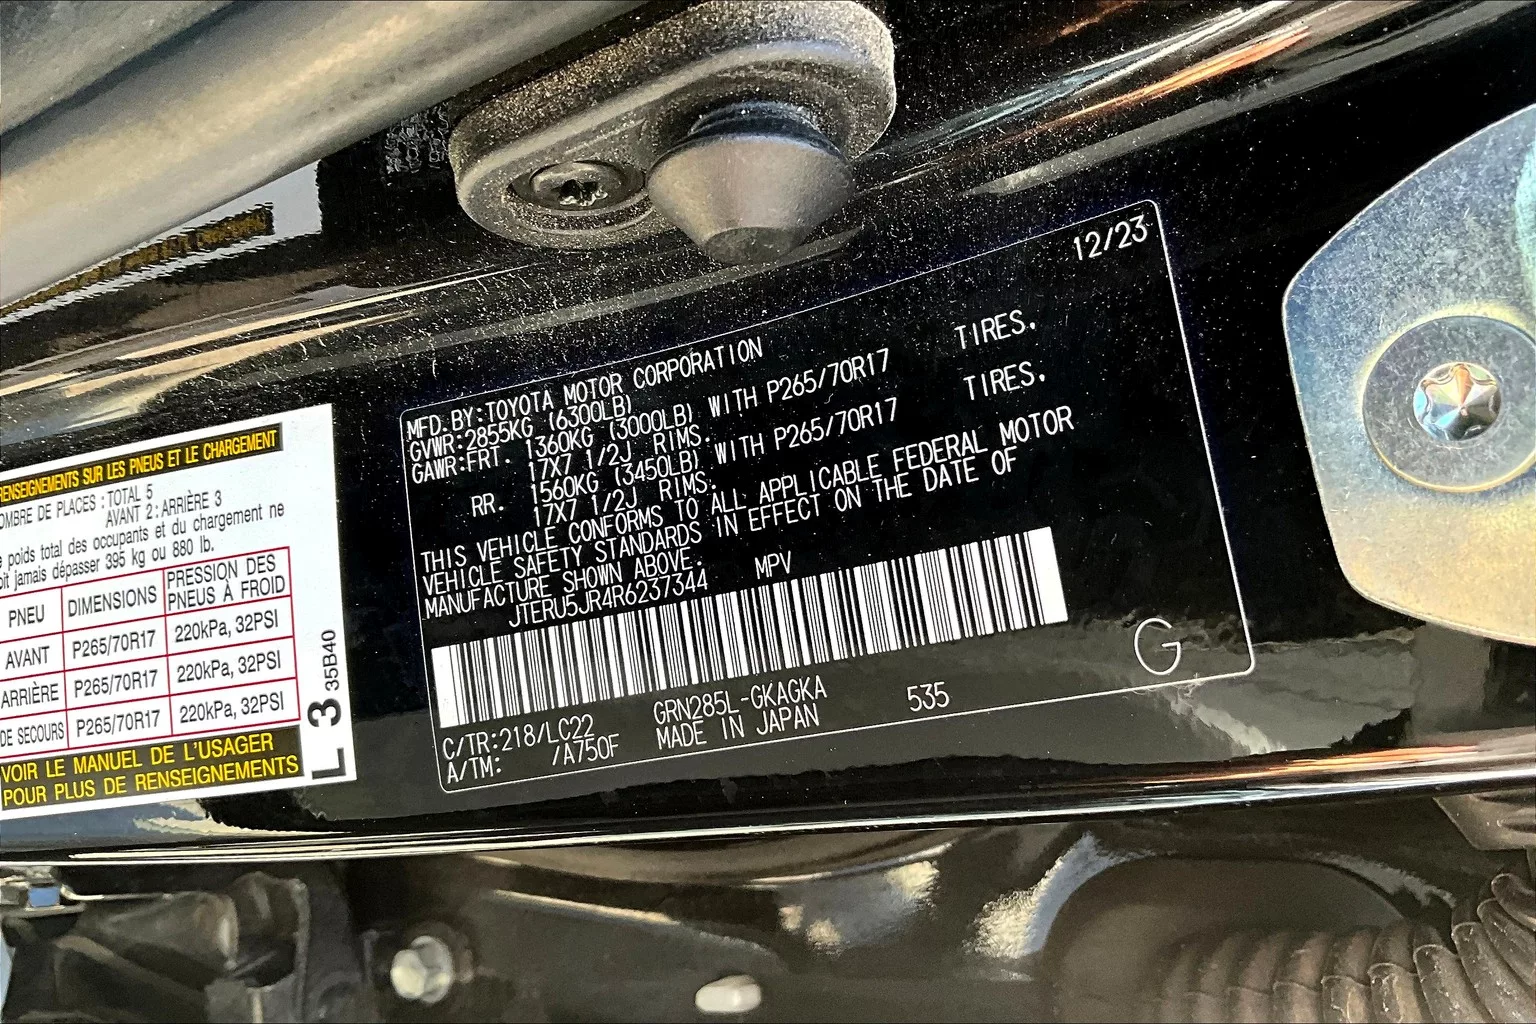 RENSEIGNEMENTS SUR LES PNEUS ET LE CHARGEMENT
OMBRE DE PLACES : TOTAL 5
AVANT 2 : ARRIÈRE 3
poids total des occupants et du chargement ne
oit jamais dépasser 395 kg ou 880 lb.
PNEU DIMENSIONS PRESSION DES PNEUS À FROID
AVANT P265/70R17 220kPa, 32PSI
ARRIÈRE P265/70R17 220kPa, 32PSI
DE SECOURS P265/70R17 220kPa, 32PSI
VOIR LE MANUEL DE L'USAGER
POUR PLUS DE RENSEIGNEMENTS
L 3 35B40
12/23
MFD. BY:TOYOTA MOTOR CORPORATION
GVWR:2855KG (6300LB)
GAWR:FRT. 1360KG (3000LB) WITH P265/70R17 TIRES,
17X7 1/2J RIMS.
RR. 1560KG (3450LB) WITH P265/70R17 TIRES,
17X7 1/2J RIMS.
THIS VEHICLE CONFORMS TO ALL APPLICABLE FEDERAL MOTOR
VEHICLE SAFETY STANDARDS IN EFFECT ON THE DATE OF
MANUFACTURE SHOWN ABOVE.
JTERU5JR4R6237344 MPV
G
C/TR:218/LC22 GRN285L-GKAGKA 535
A/TM: /A750F MADE IN JAPAN